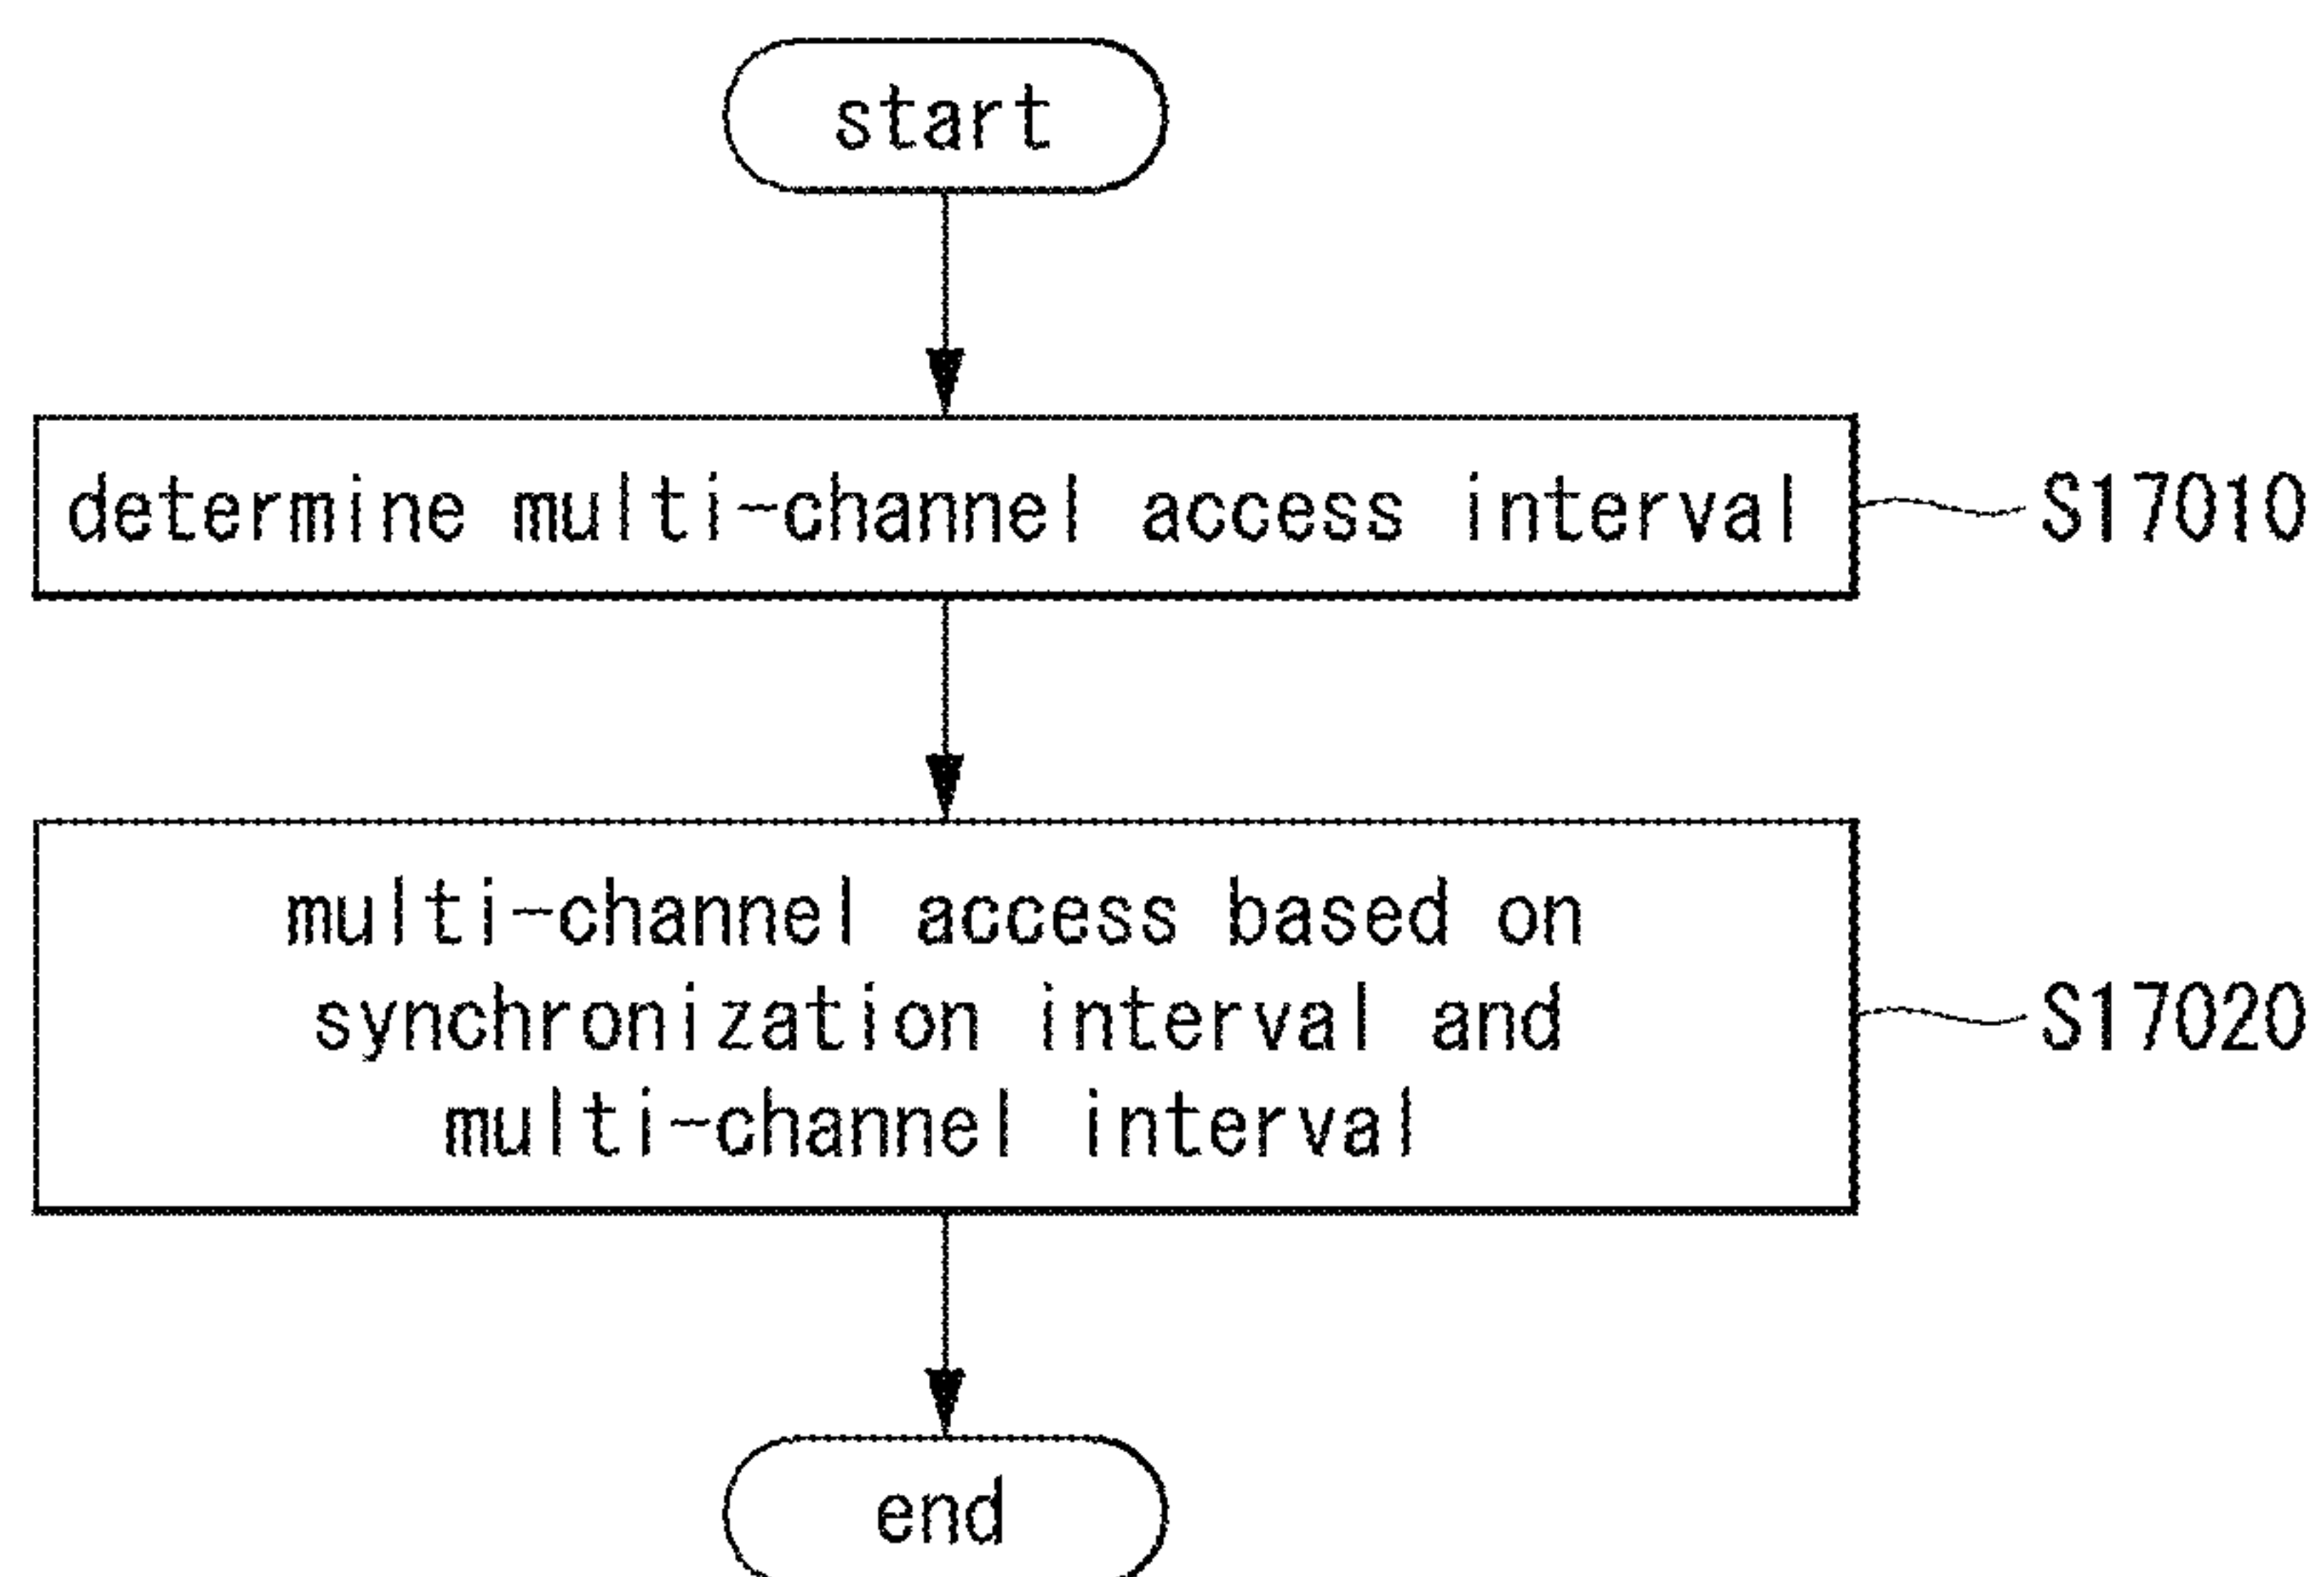 start
determine multi-channel access interval
S17010
multi-channel access based on
synchronization interval and
multi-channel interval
S17020
end